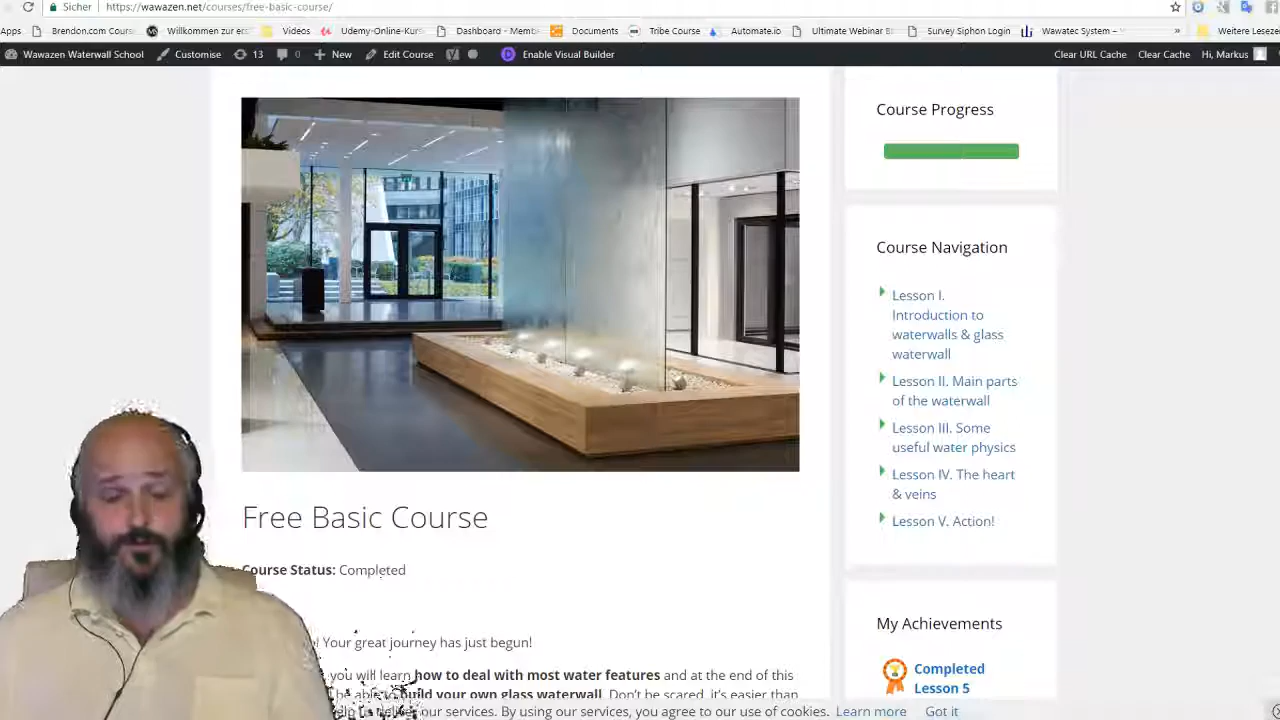 Sicher https://wawazen.net/courses/free-basic-course/
Apps Brendon.com Cours Willkommen zur ers Videos Udemy-Online-Kurs Dashboard - Memb Documents Tribe Course Automate.io Ultimate Webinar B Survey Siphon Login Wawatec System – » Weitere Leseze
Wawazen Waterwall School Customise 13 0 New Edit Course Enable Visual Builder Clear URL Cache Clear Cache Hi, Markus
Course Progress
Course Navigation
Lesson I.
Introduction to
waterwalls & glass
waterwall
Lesson II. Main parts
of the waterwall
Lesson III. Some
useful water physics
Lesson IV. The heart
& veins
Lesson V. Action!
My Achievements
Completed
Lesson 5
Free Basic Course
Course Status: Completed
! Your great journey has just begun!
you will learn how to deal with most water features and at the end of this
be able to build your own glass waterwall. Don't be scared, it's easier than
our services. By using our services, you agree to our use of cookies. Learn more Got it